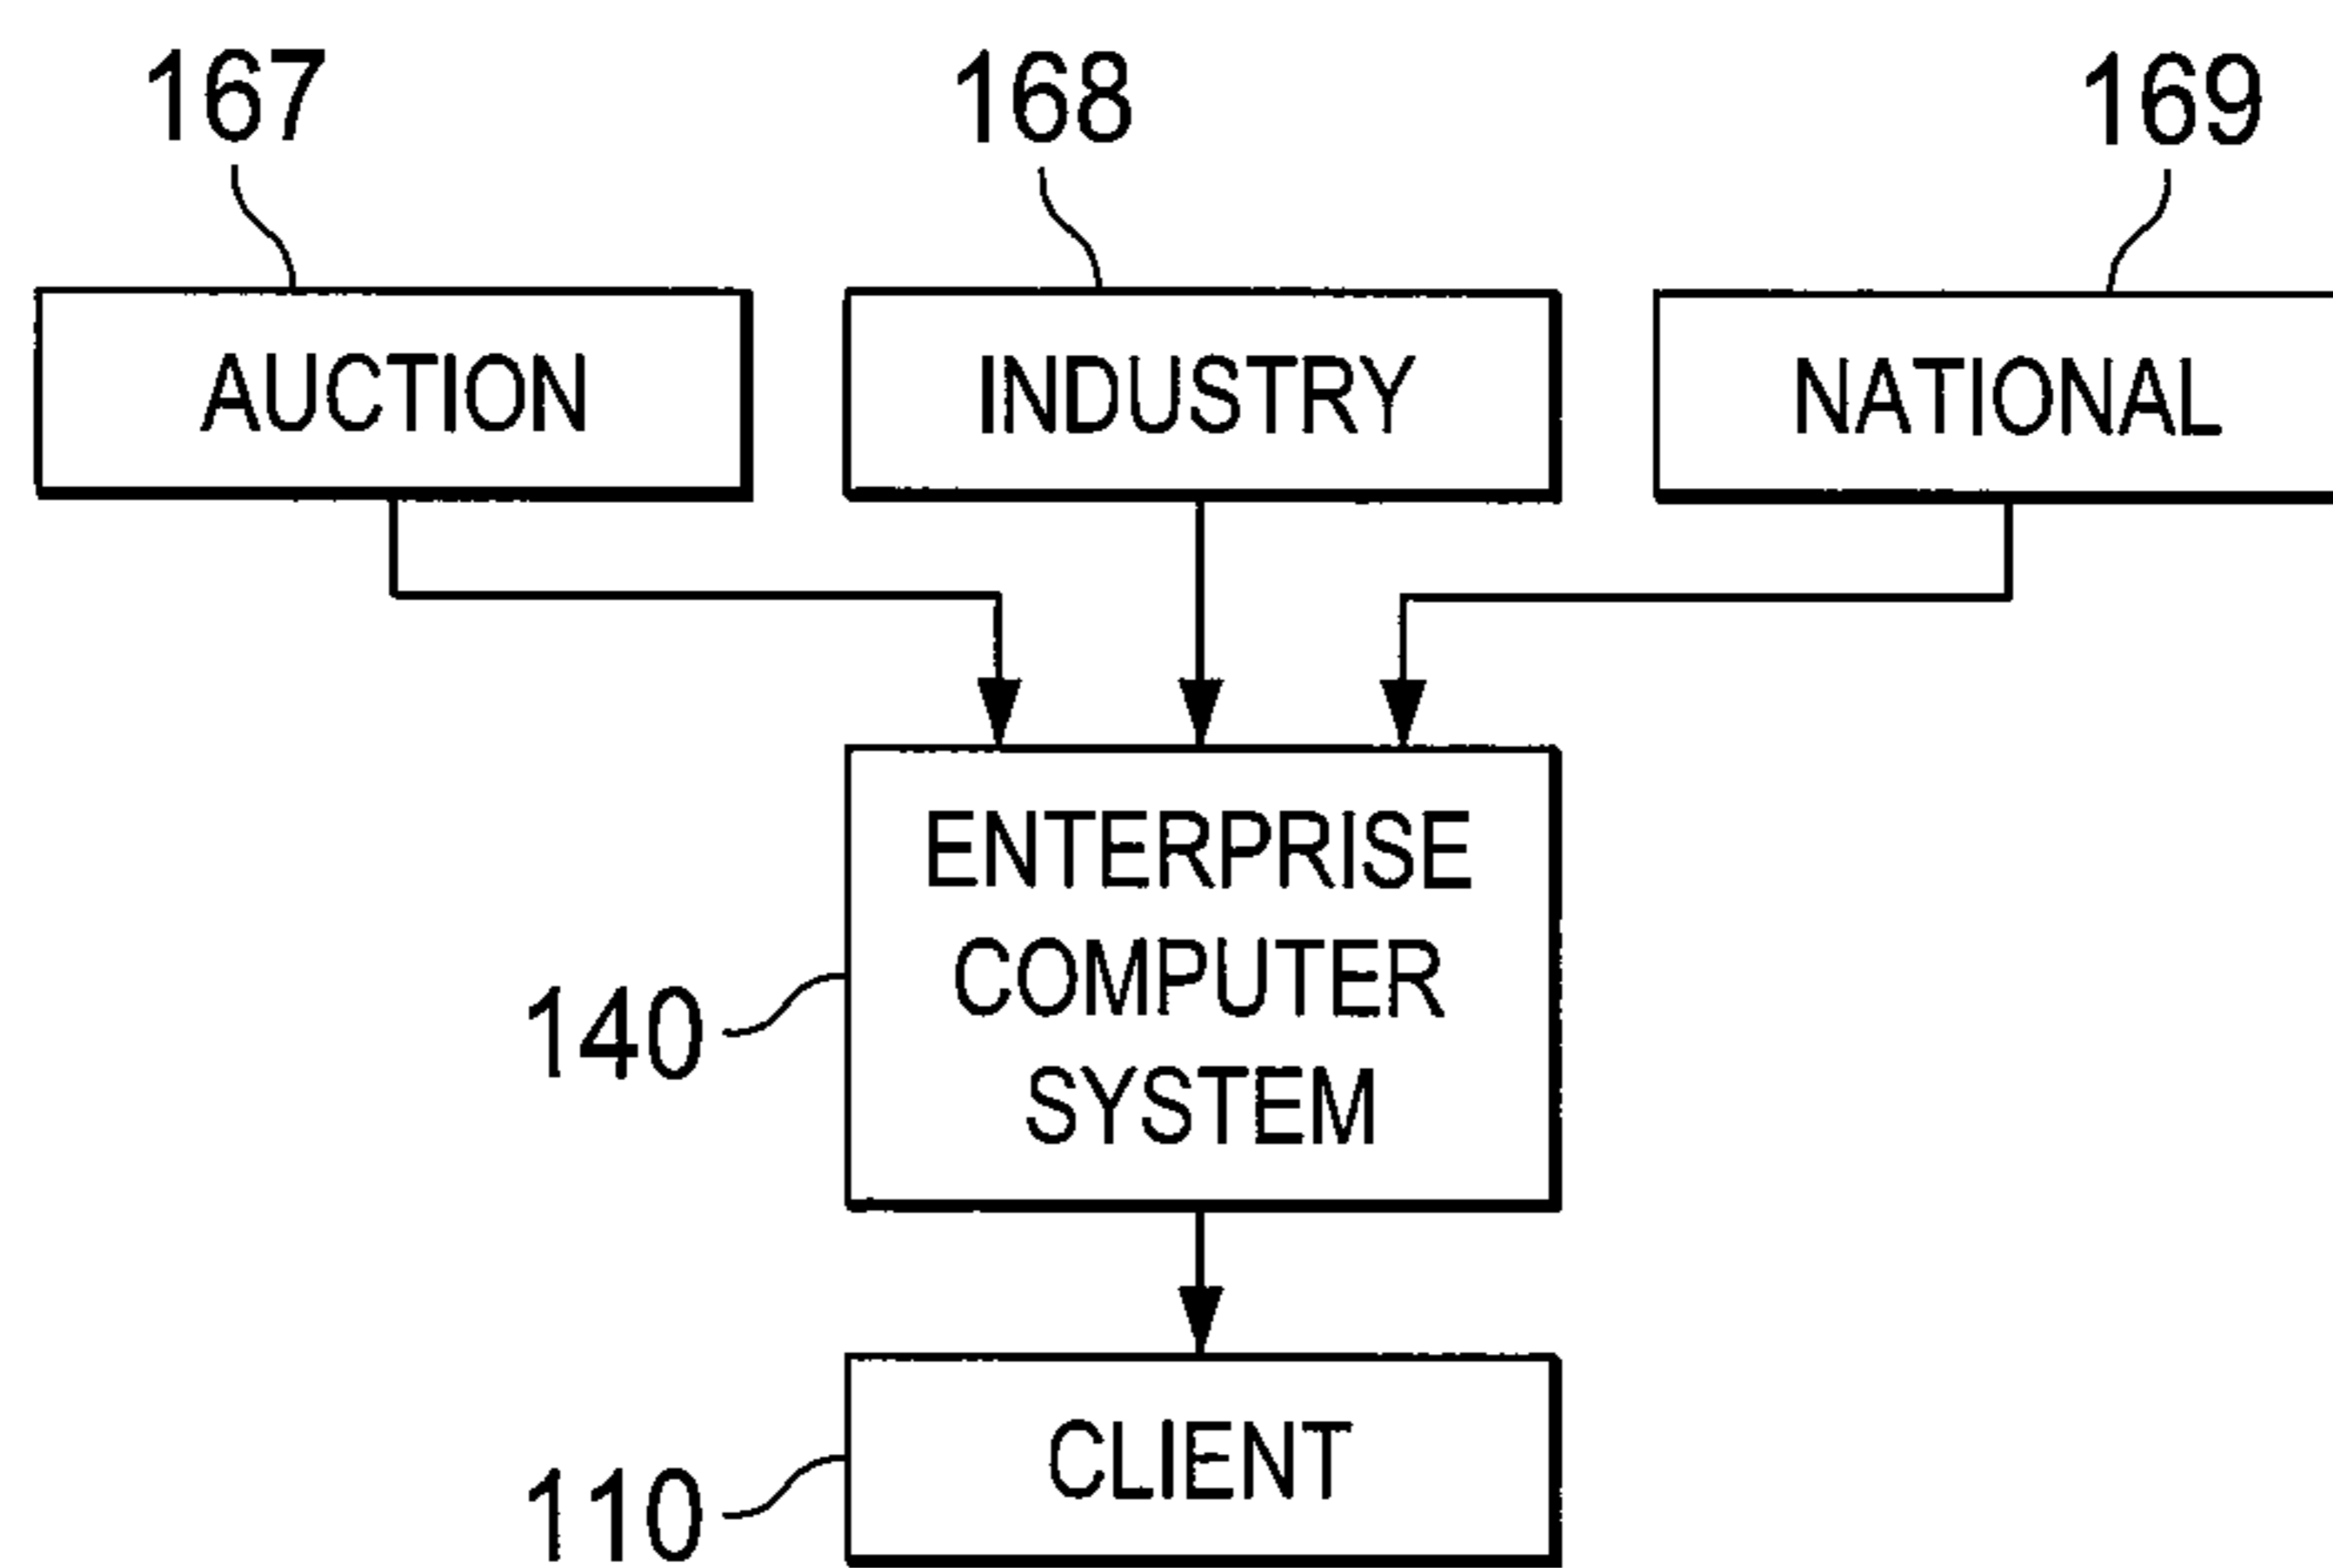 167
168
169
AUCTION
INDUSTRY
NATIONAL
ENTERPRISE
COMPUTER
SYSTEM
140
CLIENT
110